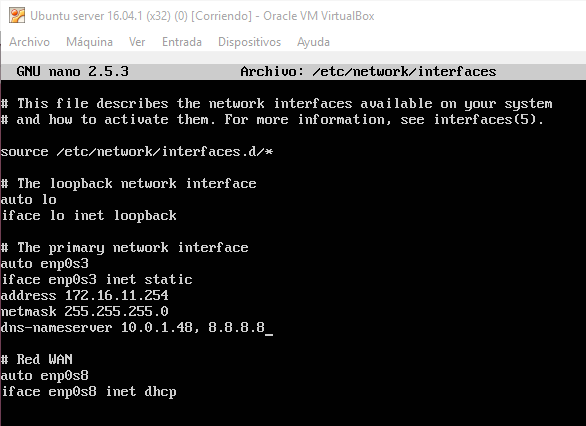 Ubuntu server 16.04.1 (x32) (0) [Corriendo] - Oracle VM VirtualBox
Archivo Máquina Ver Entrada Dispositivos Ayuda
GNU nano 2.5.3 Archivo: /etc/network/interfaces
# This file describes the network interfaces available on your system
# and how to activate them. For more information, see interfaces(5).
source /etc/network/interfaces.d/*
# The loopback network interface
auto lo
iface lo inet loopback
# The primary network interface
auto enp0s3
iface enp0s3 inet static
address 172.16.11.254
netmask 255.255.255.0
dns-nameserver 10.0.1.48, 8.8.8.8_
# Red WAN
auto enp0s8
iface enp0s8 inet dhcp